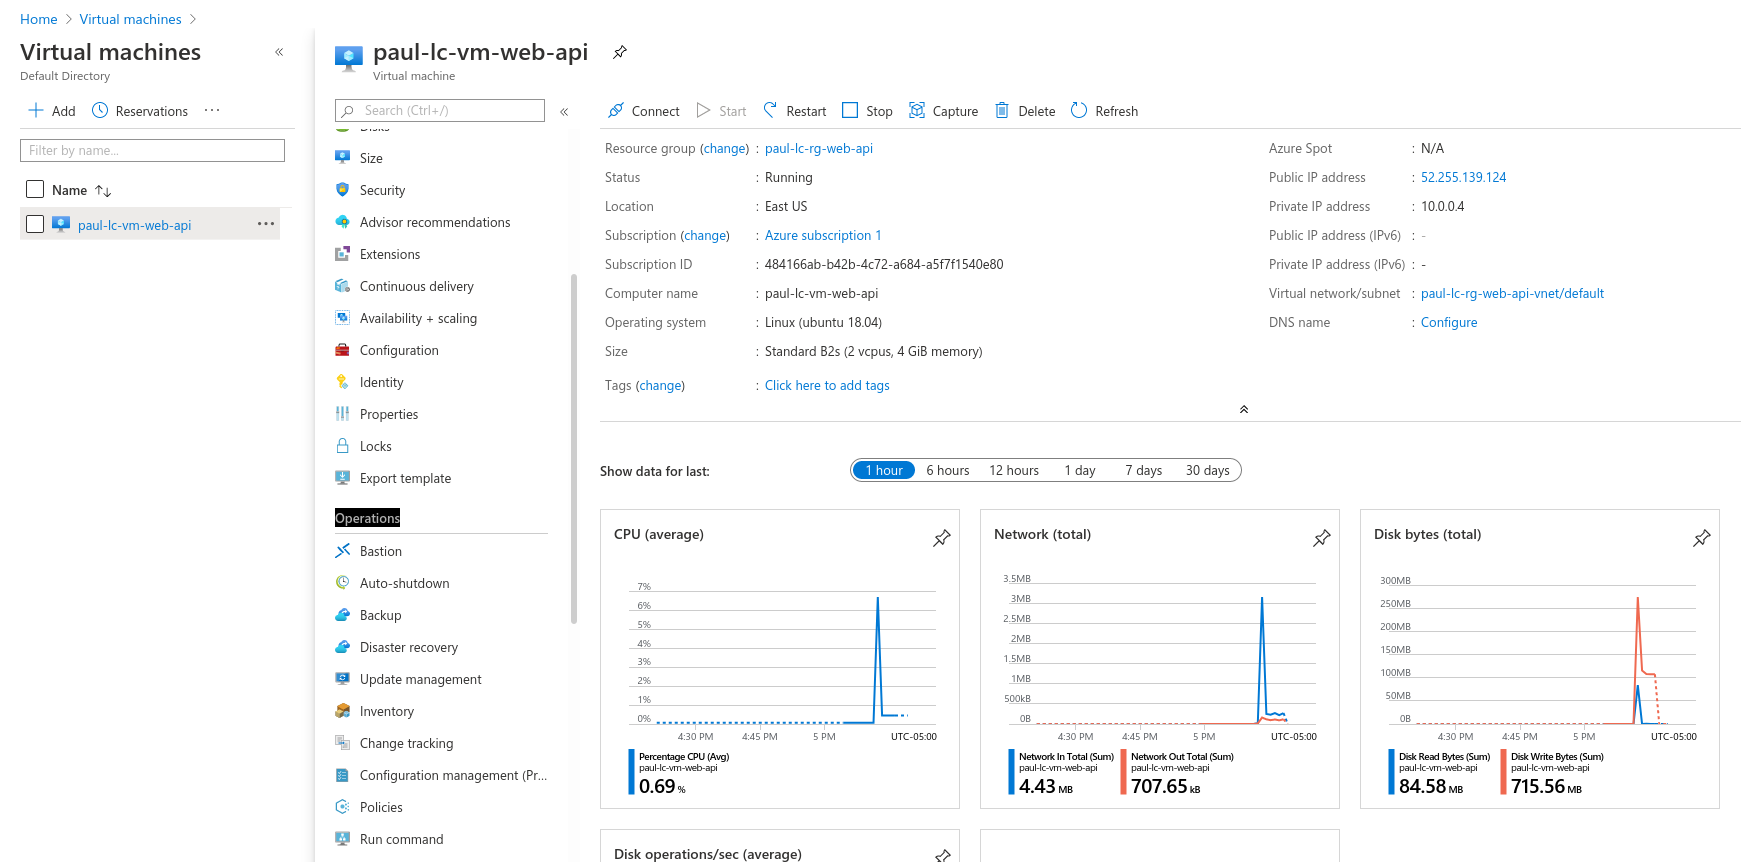 Home > Virtual machines >
Virtual machines
«
Default Directory
Add
Reservations
...
Filter by name...
Name ↑↓
paul-lc-vm-web-api
...
paul-lc-vm-web-api
Virtual machine
Search (Ctrl+/)
«
Disks
Size
Security
Advisor recommendations
Extensions
Continuous delivery
Availability + scaling
Configuration
Identity
Properties
Locks
Export template
Operations
Bastion
Auto-shutdown
Backup
Disaster recovery
Update management
Inventory
Change tracking
Configuration management (Pr...
Policies
Run command
Connect
Start
Restart
Stop
Capture
Delete
Refresh
Resource group (change) : paul-lc-rg-web-api
Status : Running
Location : East US
Subscription (change) : Azure subscription 1
Subscription ID : 484166ab-b42b-4c72-a684-a5f7f1540e80
Computer name : paul-lc-vm-web-api
Operating system : Linux (ubuntu 18.04)
Size : Standard B2s (2 vcpus, 4 GiB memory)
Tags (change) : Click here to add tags
Azure Spot : N/A
Public IP address : 52.255.139.124
Private IP address : 10.0.0.4
Public IP address (IPv6) : -
Private IP address (IPv6) : -
Virtual network/subnet : paul-lc-rg-web-api-vnet/default
DNS name : Configure
Show data for last:
1 hour
6 hours
12 hours
1 day
7 days
30 days
CPU (average)
7%
6%
5%
4%
3%
2%
1%
0%
4:30 PM
4:45 PM
5 PM
UTC-05:00
Percentage CPU (Avg)
paul-lc-vm-web-api
0.69 %
Network (total)
3.5MB
3MB
2.5MB
2MB
1.5MB
1MB
500kB
0B
4:30 PM
4:45 PM
5 PM
UTC-05:00
Network In Total (Sum)
paul-lc-vm-web-api
4.43 MB
Network Out Total (Sum)
paul-lc-vm-web-api
707.65 kB
Disk bytes (total)
300MB
250MB
200MB
150MB
100MB
50MB
0B
4:30 PM
4:45 PM
5 PM
UTC-05:00
Disk Read Bytes (Sum)
paul-lc-vm-web-api
84.58 MB
Disk Write Bytes (Sum)
paul-lc-vm-web-api
715.56 MB
Disk operations/sec (average)